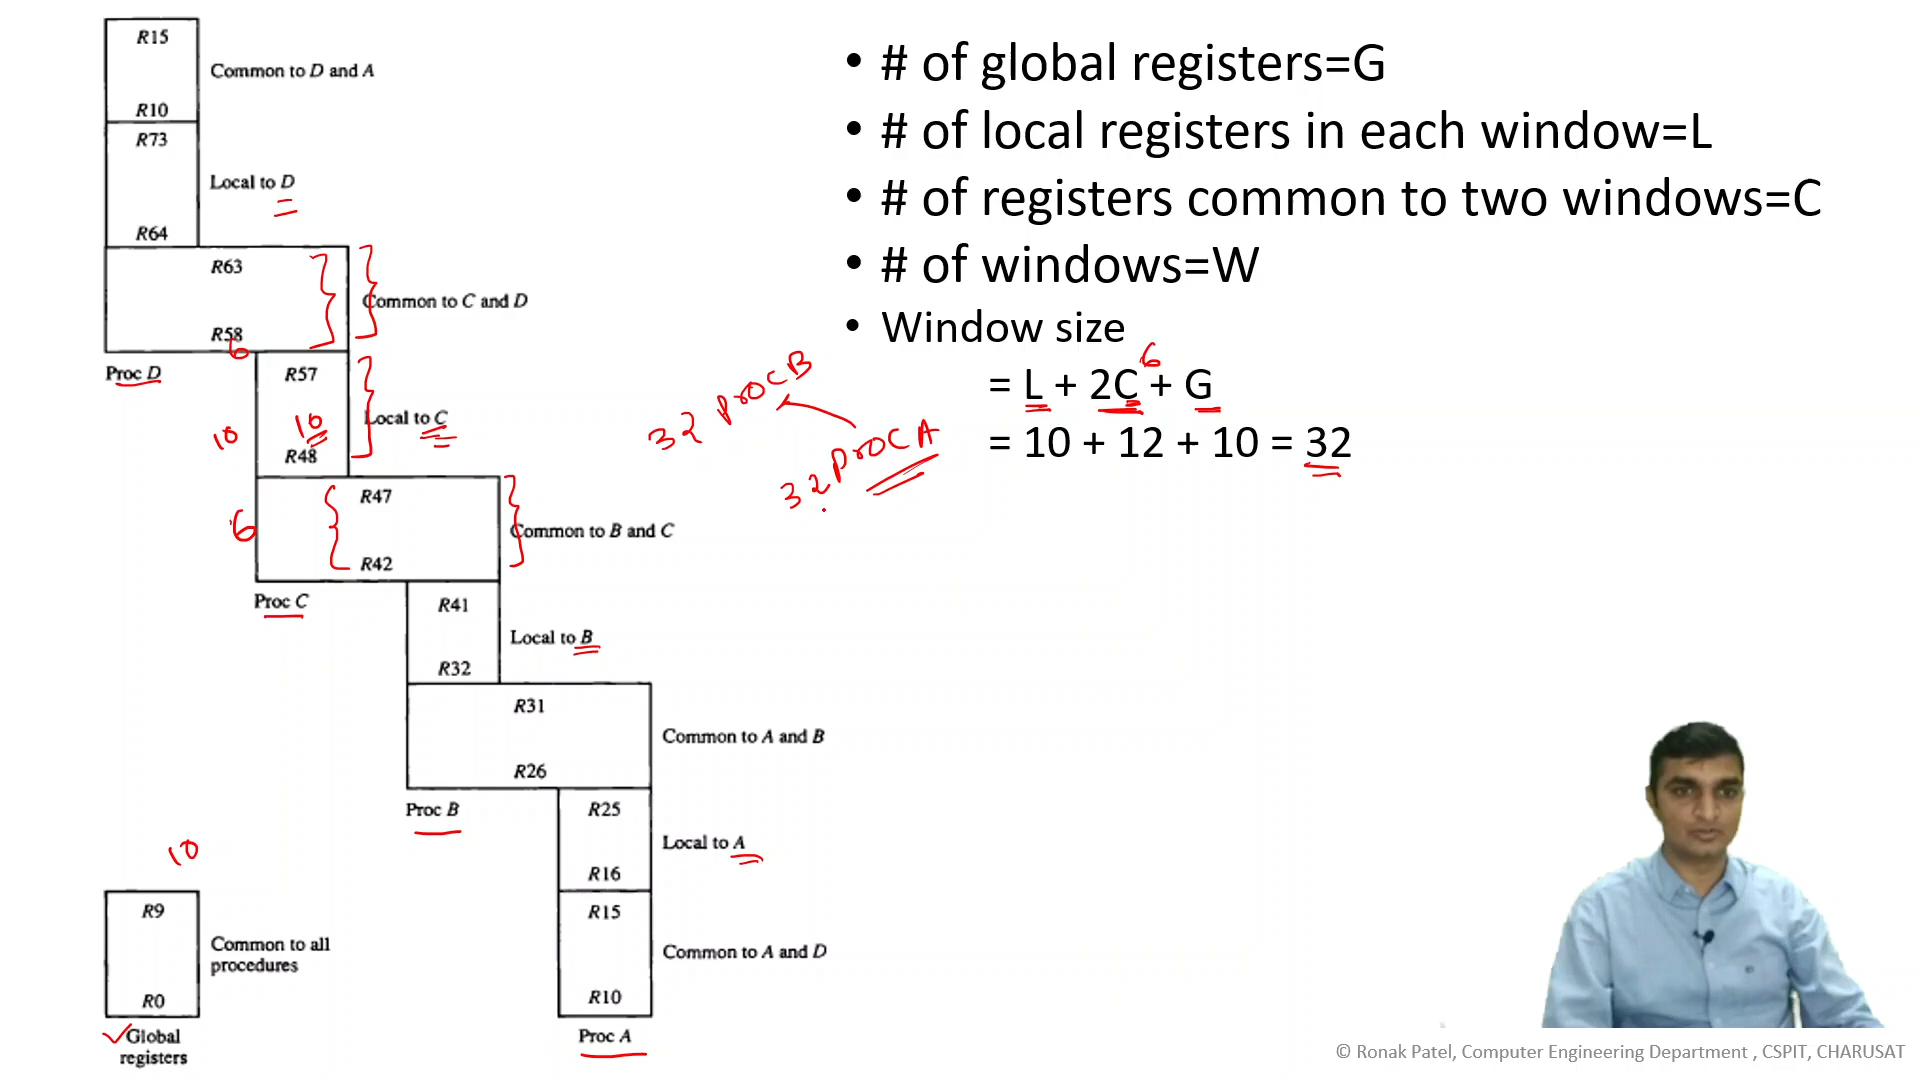 R15
Common to D and A
R10
R73
Local to D
R64
R63
Common to C and D
R58
6
Proc D
R57
10
10
Local to C
R48
R47
6
Common to B and C
R42
Proc C
R41
Local to B
R32
R31
Common to A and B
R26
Proc B
R25
Local to A
R16
R15
Common to A and D
R10
Proc A
10
R9
Common to all
procedures
R0
Global
registers
• # of global registers=G
• # of local registers in each window=L
• # of registers common to two windows=C
• # of windows=W
• Window size
6
= L + 2C + G
= 10 + 12 + 10 = 32
32 PROC B
32 PROC A
© Ronak Patel, Computer Engineering Department , CSPIT, CHARUSAT